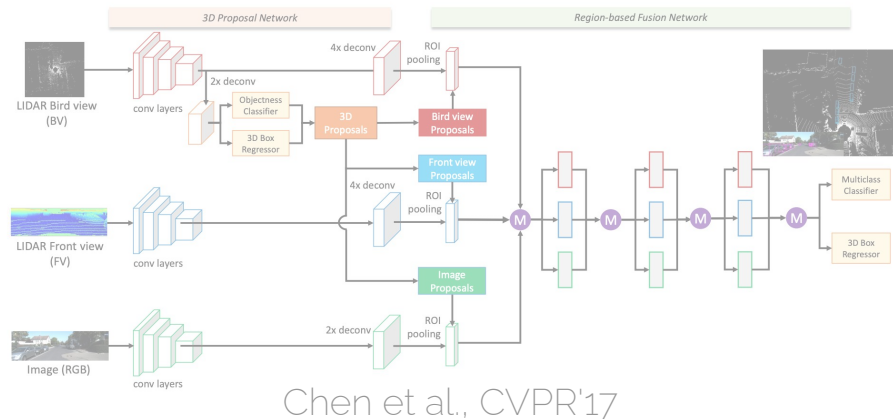 3D Proposal Network
Region-based Fusion Network
LIDAR Bird view
(BV)
conv layers
2x deconv
Objectness
Classifier
3D Box
Regressor
3D
Proposals
4x deconv
ROI
pooling
Bird view
Proposals
Front view
Proposals
LIDAR Front view
(FV)
conv layers
4x deconv
ROI
pooling
Image
Proposals
Image (RGB)
conv layers
2x deconv
ROI
pooling
M
M
M
M
Multiclass
Classifier
3D Box
Regressor
Chen et al., CVPR'17